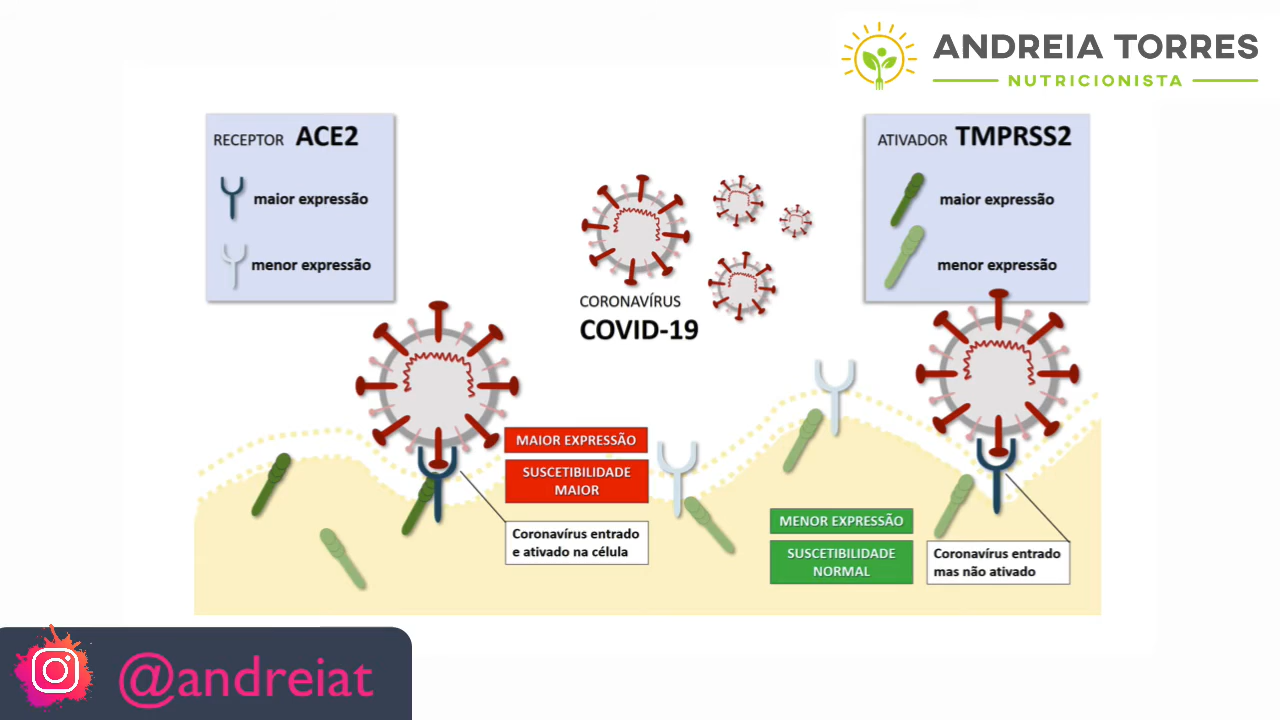 ANDREIA TORRES
NUTRICIONISTA
RECEPTOR ACE2
maior expressão
menor expressão
ATIVADOR TMPRSS2
maior expressão
menor expressão
CORONAVÍRUS
COVID-19
MAIOR EXPRESSÃO
SUSCETIBILIDADE
MAIOR
Coronavírus entrado
e ativado na célula
MENOR EXPRESSÃO
SUSCETIBILIDADE
NORMAL
Coronavírus entrado
mas não ativado
@andreiat